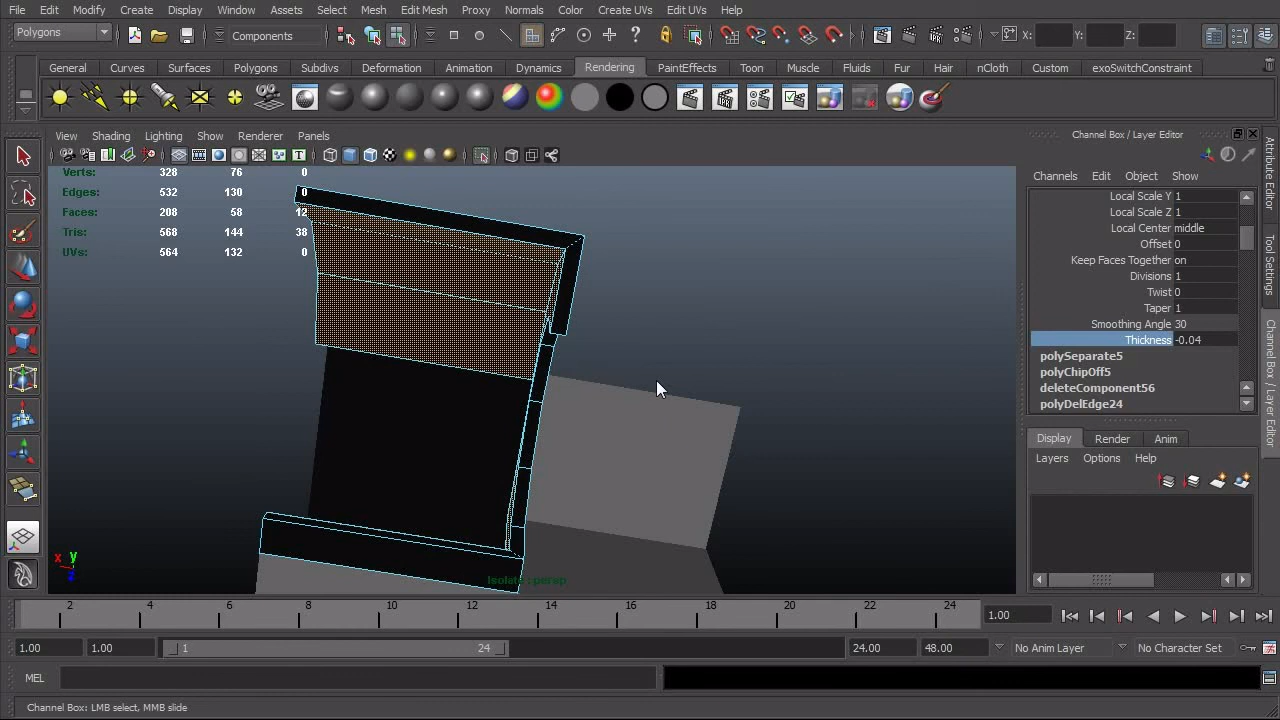 File Edit Modify Create Display Window Assets Select Mesh Edit Mesh Proxy Normals Color Create UVs Edit UVs Help
Polygons Components X: Y: Z:
General Curves Surfaces Polygons Subdivs Deformation Animation Dynamics Rendering PaintEffects Toon Muscle Fluids Fur Hair nCloth Custom exoSwitchConstraint
View Shading Lighting Show Renderer Panels
Channel Box / Layer Editor
Channels Edit Object Show
Verts: 328 76 0
Edges: 532 130 0
Faces: 208 58 12
Tris: 568 144 38
UVs: 564 132 0
Local Scale Y 1
Local Scale Z 1
Local Center middle
Offset 0
Keep Faces Together on
Divisions 1
Twist 0
Taper 1
Smoothing Angle 30
Thickness -0.04
polySeparate5
polyChipOff5
deleteComponent56
polyDelEdge24
Display Render Anim
Layers Options Help
Attribute Editor
Tool Settings
Channel Box / Layer Editor
x y z
Isolate : persp
2 4 6 8 10 12 14 16 18 20 22 24 1.00
1.00 1.00 1 24 24.00 48.00 No Anim Layer No Character Set
MEL
Channel Box: LMB select, MMB slide